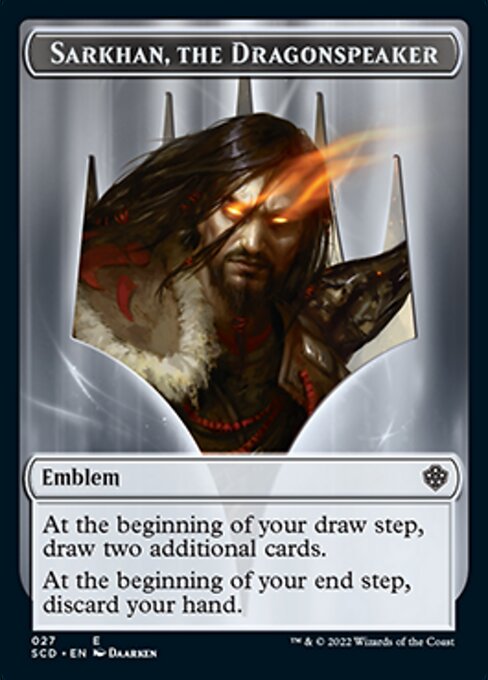 Sarkhan, the Dragonspeaker
Emblem
At the beginning of your draw step,
draw two additional cards.
At the beginning of your end step,
discard your hand.
027 E
SCD • EN Daarken
™ & © 2022 Wizards of the Coast